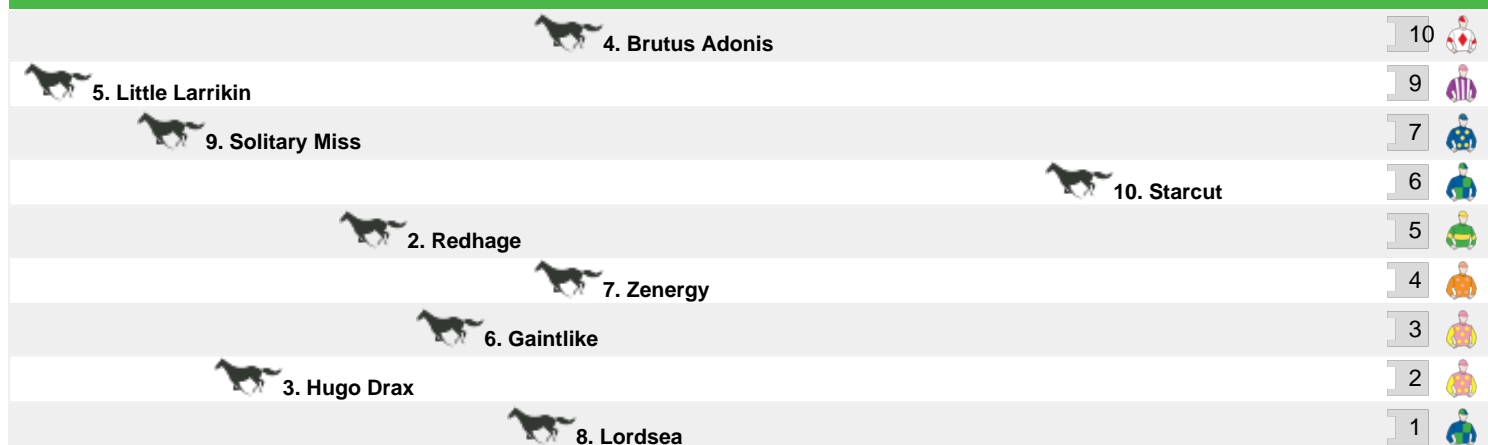 4. Brutus Adonis 10
5. Little Larrikin 9
9. Solitary Miss 7
10. Starcut 6
2. Redhage 5
7. Zenergy 4
6. Gaintlike 3
3. Hugo Drax 2
8. Lordsea 1